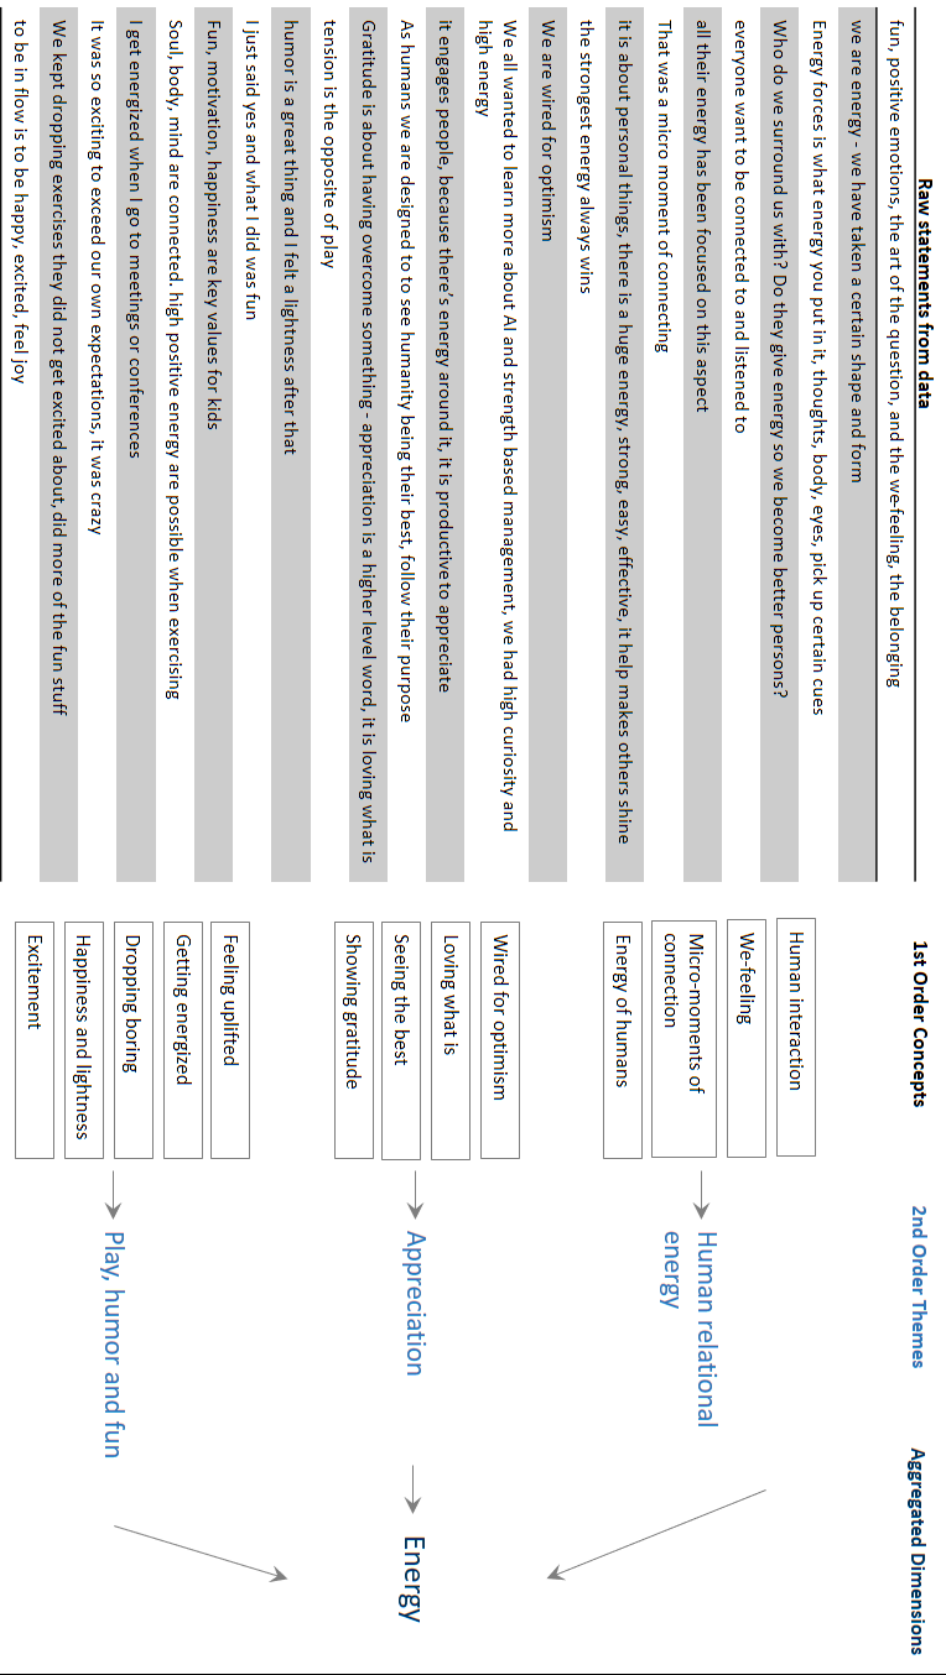 Raw statements from data
fun, positive emotions, the art of the question, and the we-feeling, the belonging
we are energy - we have taken a certain shape and form
Energy forces is what energy you put in it, thoughts, body, eyes, pick up certain cues
Who do we surround us with? Do they give energy so we become better persons?
everyone want to be connected to and listened to
all their energy has been focused on this aspect
That was a micro moment of connecting
it is about personal things, there is a huge energy, strong, easy, effective, it help makes others shine
the strongest energy always wins
We are wired for optimism
We all wanted to learn more about AI and strength based management, we had high curiosity and
high energy
it engages people, because there's energy around it, it is productive to appreciate
As humans we are designed to to see humanity being their best, follow their purpose
Gratitude is about having overcome something - appreciation is a higher level word, it is loving what is
tension is the opposite of play
humor is a great thing and I felt a lightness after that
I just said yes and what I did was fun
Fun, motivation, happiness are key values for kids
Soul, body, mind are connected. high positive energy are possible when exercising
I get energized when I go to meetings or conferences
It was so exciting to exceed our own expectations, it was crazy
We kept dropping exercises they did not get excited about, did more of the fun stuff
to be in flow is to be happy, excited, feel joy
1st Order Concepts
Human interaction
We-feeling
Micro-moments of
connection
Energy of humans
Wired for optimism
Loving what is
Seeing the best
Showing gratitude
Feeling uplifted
Getting energized
Dropping boring
Happiness and lightness
Excitement
2nd Order Themes
Human relational
energy
Appreciation
Play, humor and fun
Aggregated Dimensions
Energy